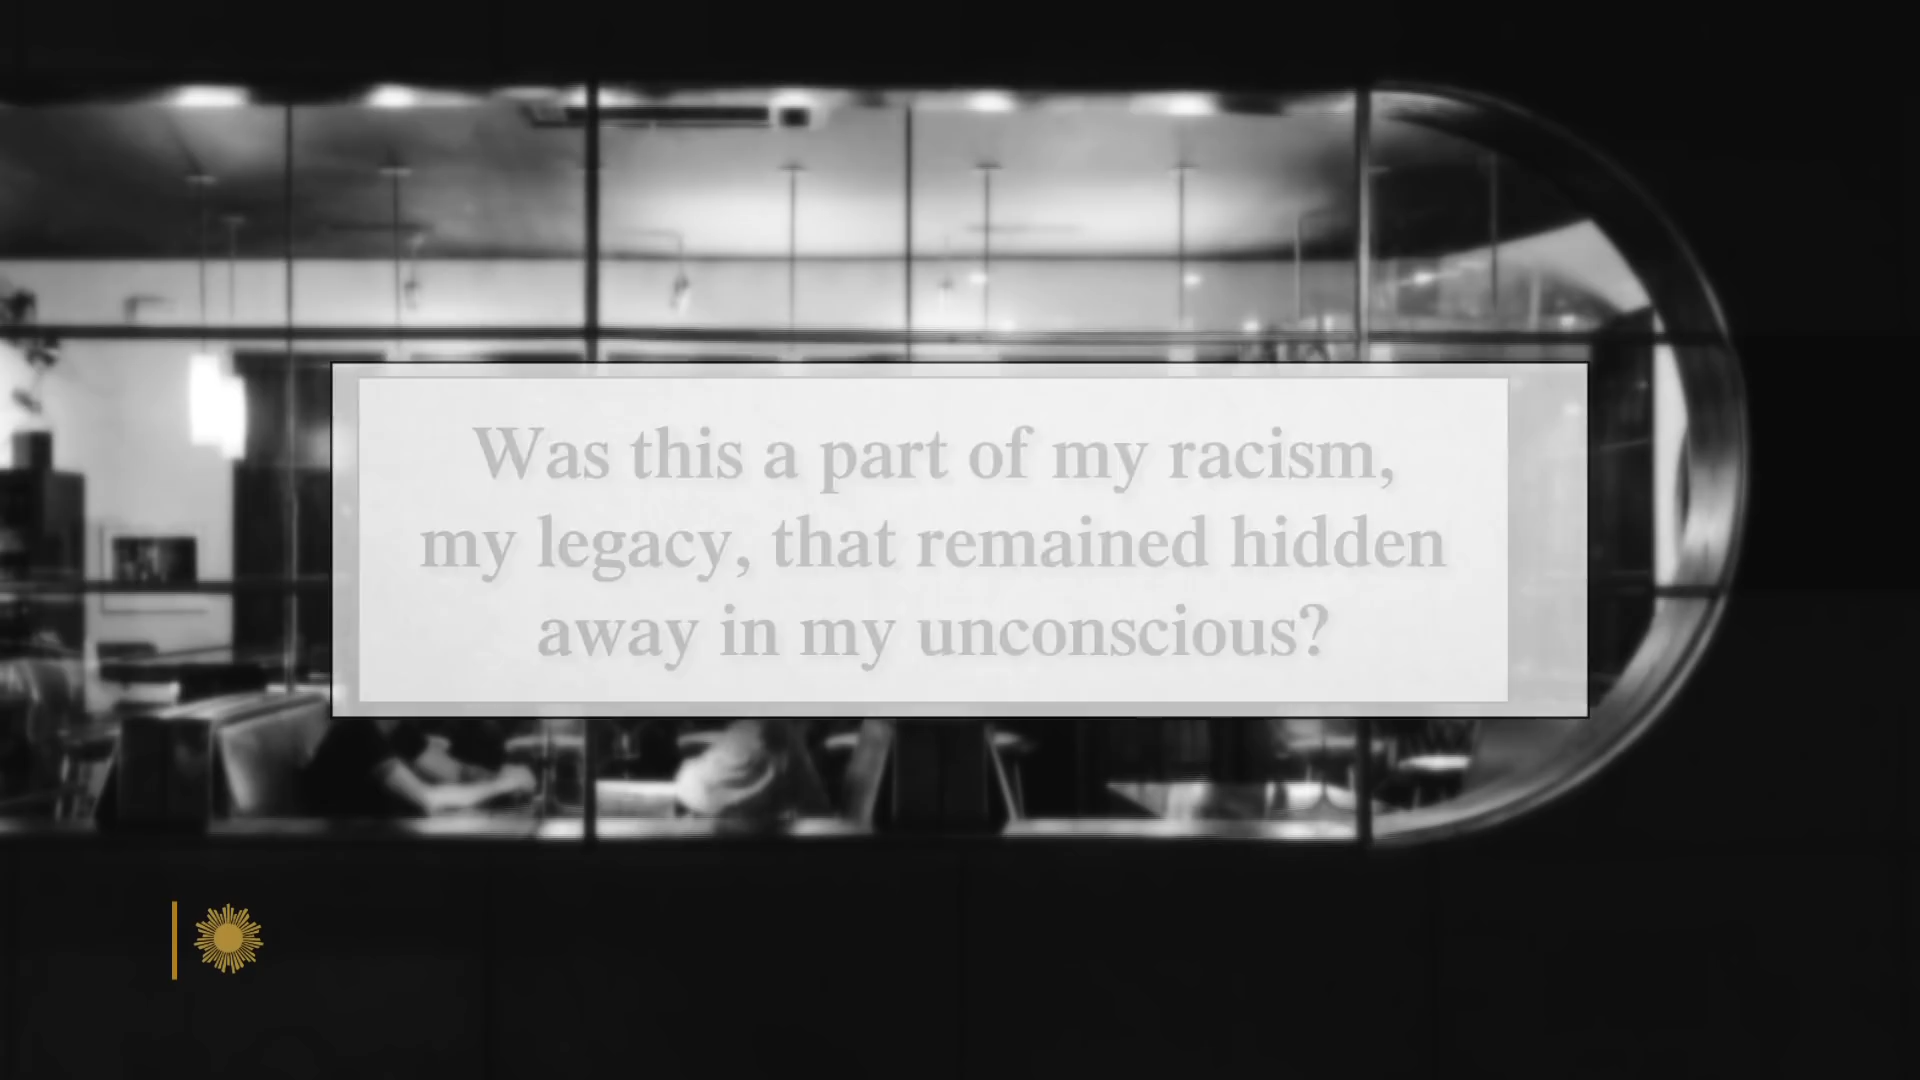 Was this a part of my racism,
my legacy, that remained hidden
away in my unconscious?